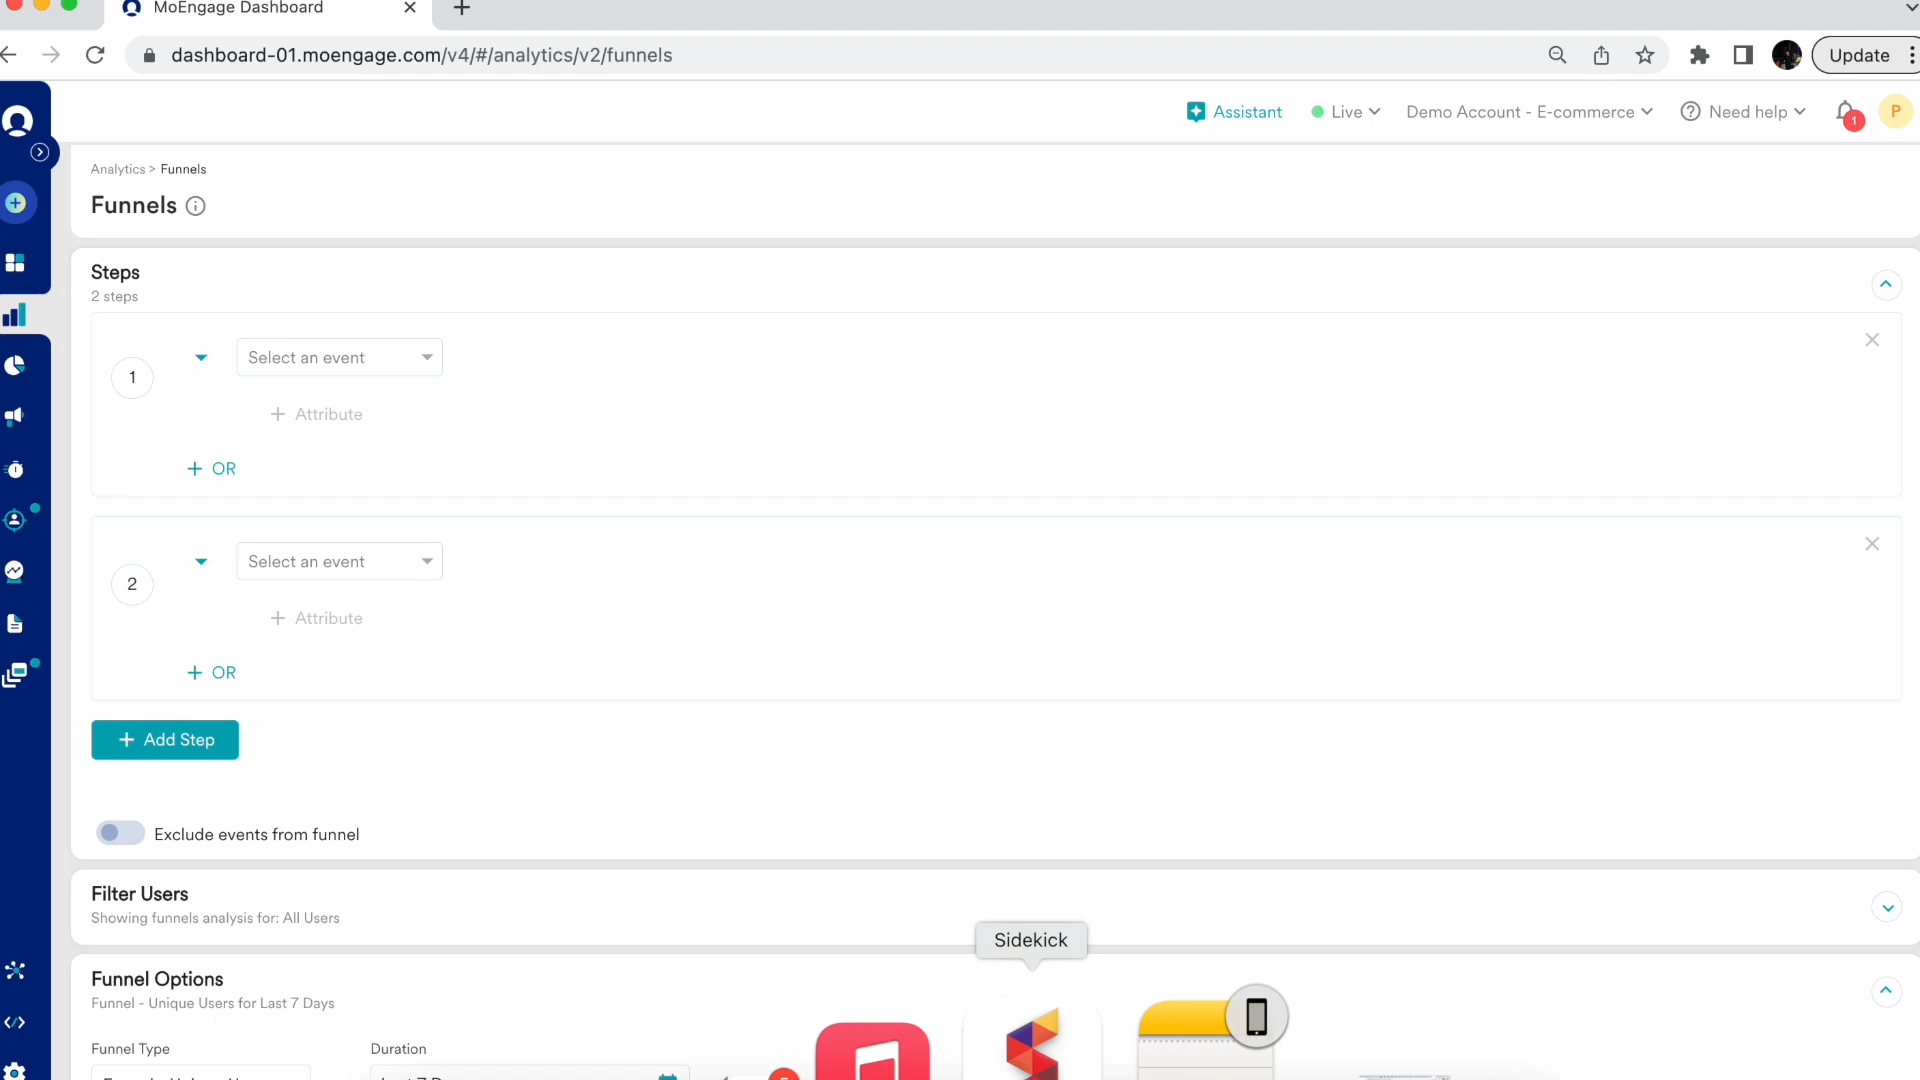 MoEngage Dashboard
dashboard-01.moengage.com/v4/#/analytics/v2/funnels
Update
Assistant
Live
Demo Account - E-commerce
Need help
1
P
Analytics > Funnels
Funnels
Steps
2 steps
1
Select an event
+ Attribute
+ OR
2
Select an event
+ Attribute
+ OR
+ Add Step
Exclude events from funnel
Filter Users
Showing funnels analysis for: All Users
Sidekick
Funnel Options
Funnel - Unique Users for Last 7 Days
Funnel Type
Duration